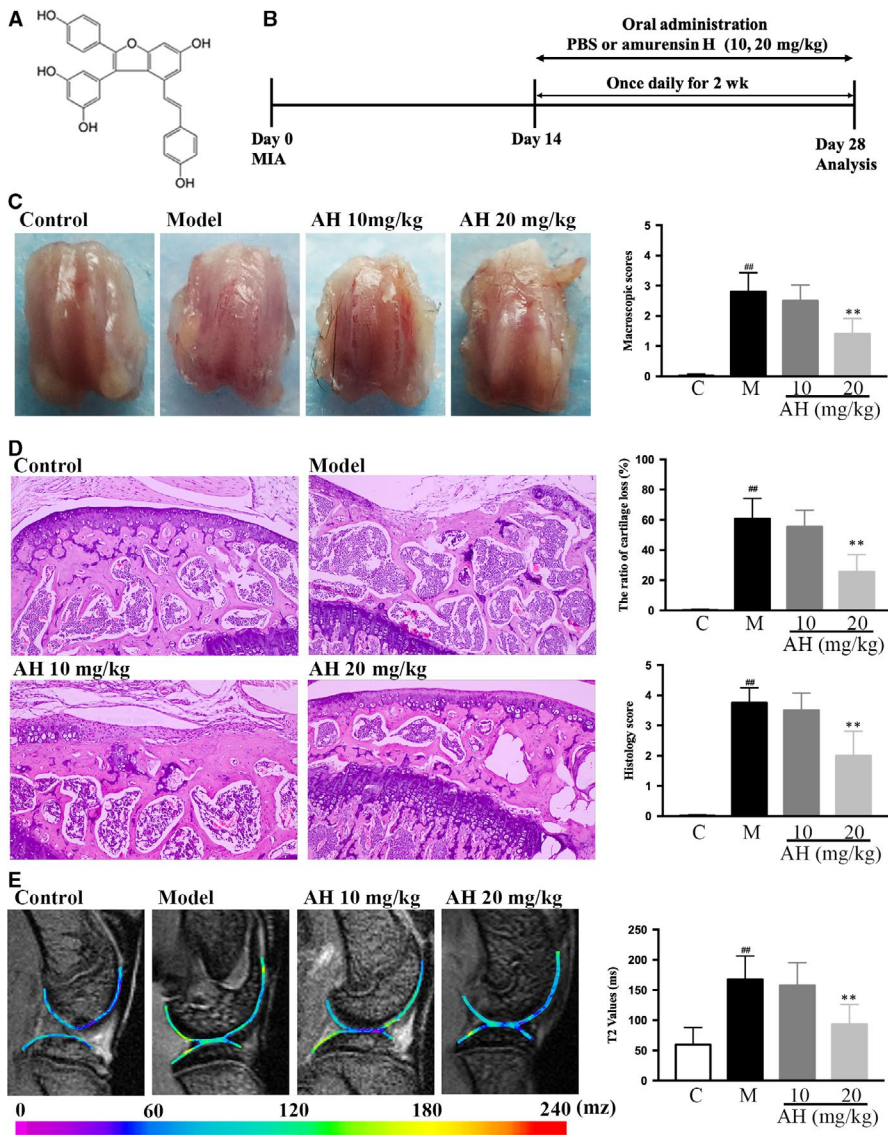 A
HO
O
OH
HO
OH
OH
B
Oral administration
PBS or amurensin H (10, 20 mg/kg)
Once daily for 2 wk
Day 0
MIA
Day 14
Day 28
Analysis
C
Control
Model
AH 10mg/kg
AH 20 mg/kg
Macroscopic scores
5
4
3
2
1
0
##
**
C
M
10
20
AH (mg/kg)
D
Control
Model
AH 10 mg/kg
AH 20 mg/kg
The ratio of cartilage loss (%)
100
80
60
40
20
0
##
**
C
M
10
20
AH (mg/kg)
Histology score
5
4
3
2
1
0
##
**
C
M
10
20
AH (mg/kg)
E
Control
Model
AH 10 mg/kg
AH 20 mg/kg
0
60
120
180
240 (mz)
T2 Values (ms)
250
200
150
100
50
0
##
**
C
M
10
20
AH (mg/kg)